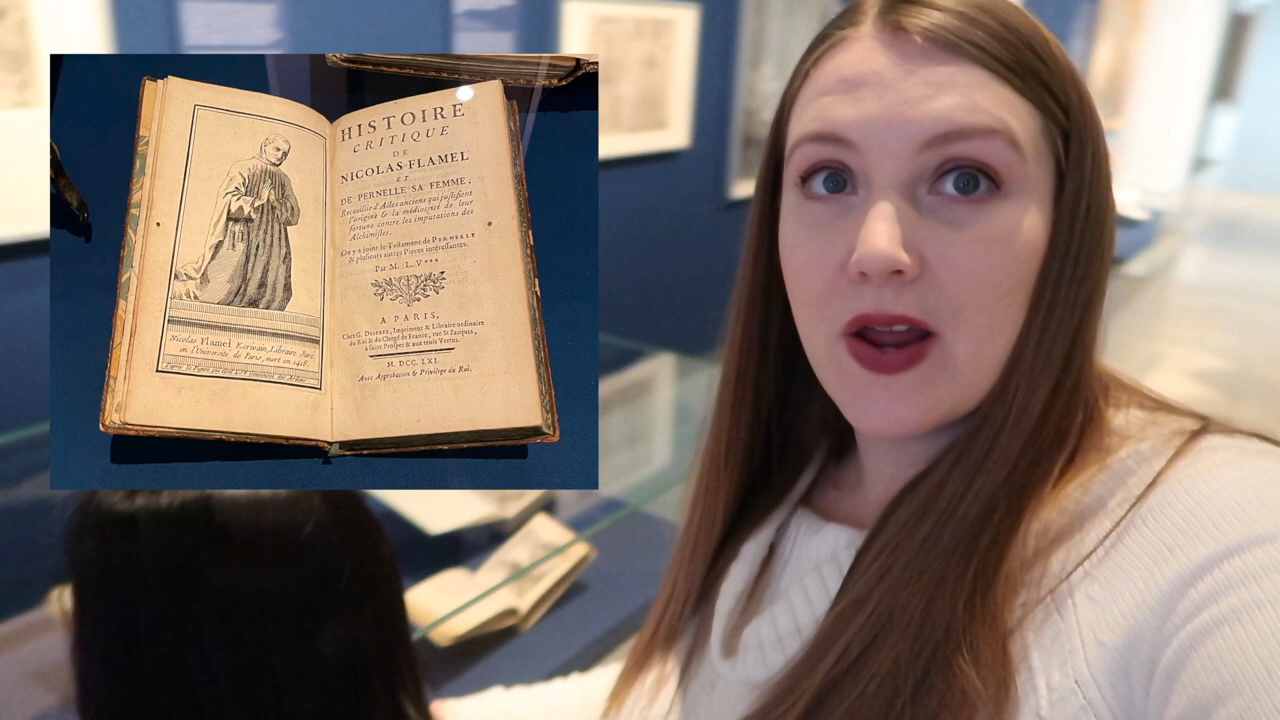 Nicolas Flamel Ecrivain, Libraire Juré
en l'Université de Paris, mort en 1418.
HISTOIRE
CRITIQUE
DE
NICOLAS FLAMEL
ET
DE PERNELLE SA FEMME;
Recueillie d'Actes anciens qui justifient
l'origine & la médiocrité de leur
fortune contre les imputations des
Alchimistes.
On y a joint le Testament de PERNELLE
& plusieurs autres Pièces intéressantes.
Par M. L. V***
A PARIS,
Chez G. DESPREZ, Imprimeur & Libraire ordinaire
du Roi & du Clergé de France, rue St Jacques,
à saint Prosper & aux trois Vertus.
M. DCC. LXI.
Avec Approbation & Privilége du Roi.